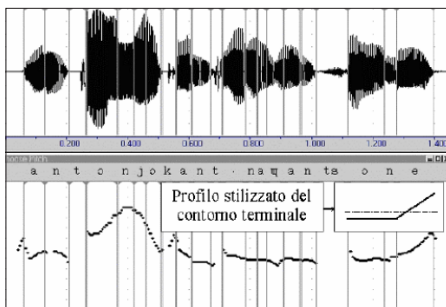 0.200 0.400 0.600 0.800 1.000 1.200 1.400
a n t o n j o k a n t . n a ɥ a n t s o n e
Profilo stilizzato del
contorno terminale